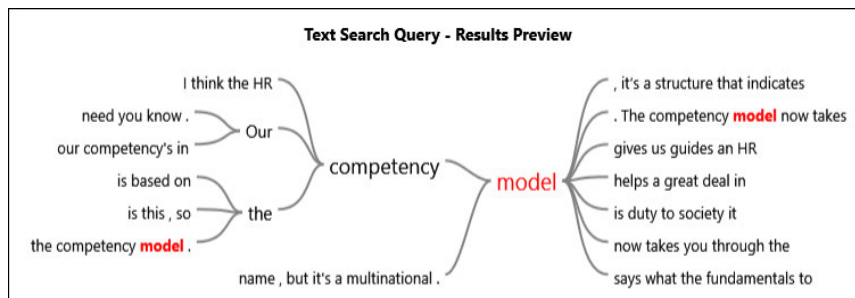 Text Search Query - Results Preview
I think the HR
need you know .
Our
our competency's in
is based on
is this , so
the
the competency model .
competency
name , but it's a multinational .
model
, it's a structure that indicates
. The competency model now takes
gives us guides an HR
helps a great deal in
is duty to society it
now takes you through the
says what the fundamentals to